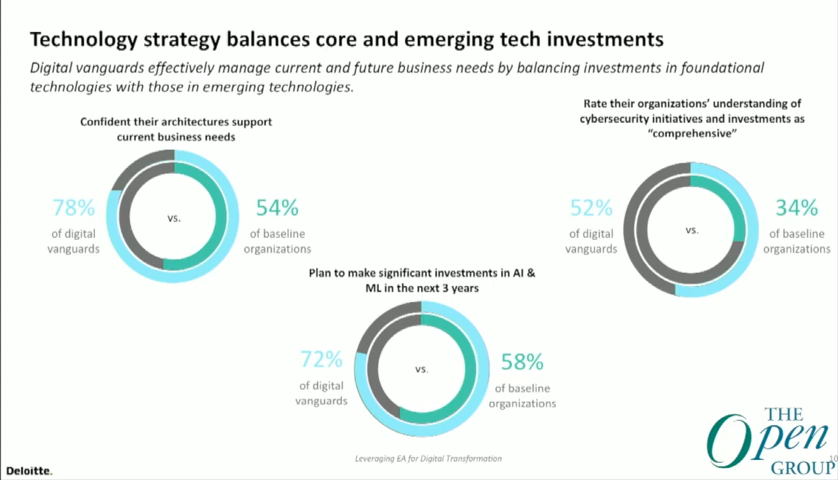 Technology strategy balances core and emerging tech investments
Digital vanguards effectively manage current and future business needs by balancing investments in foundational
technologies with those in emerging technologies.
Confident their architectures support
current business needs
78%
of digital
vanguards
vs.
54%
of baseline
organizations
Rate their organizations' understanding of
cybersecurity initiatives and investments as
"comprehensive"
52%
of digital
vanguards
vs.
34%
of baseline
organizations
Plan to make significant investments in AI &
ML in the next 3 years
72%
of digital
vanguards
vs.
58%
of baseline
organizations
Leveraging EA for Digital Transformation
Deloitte.
THE
Open
GROUP
10